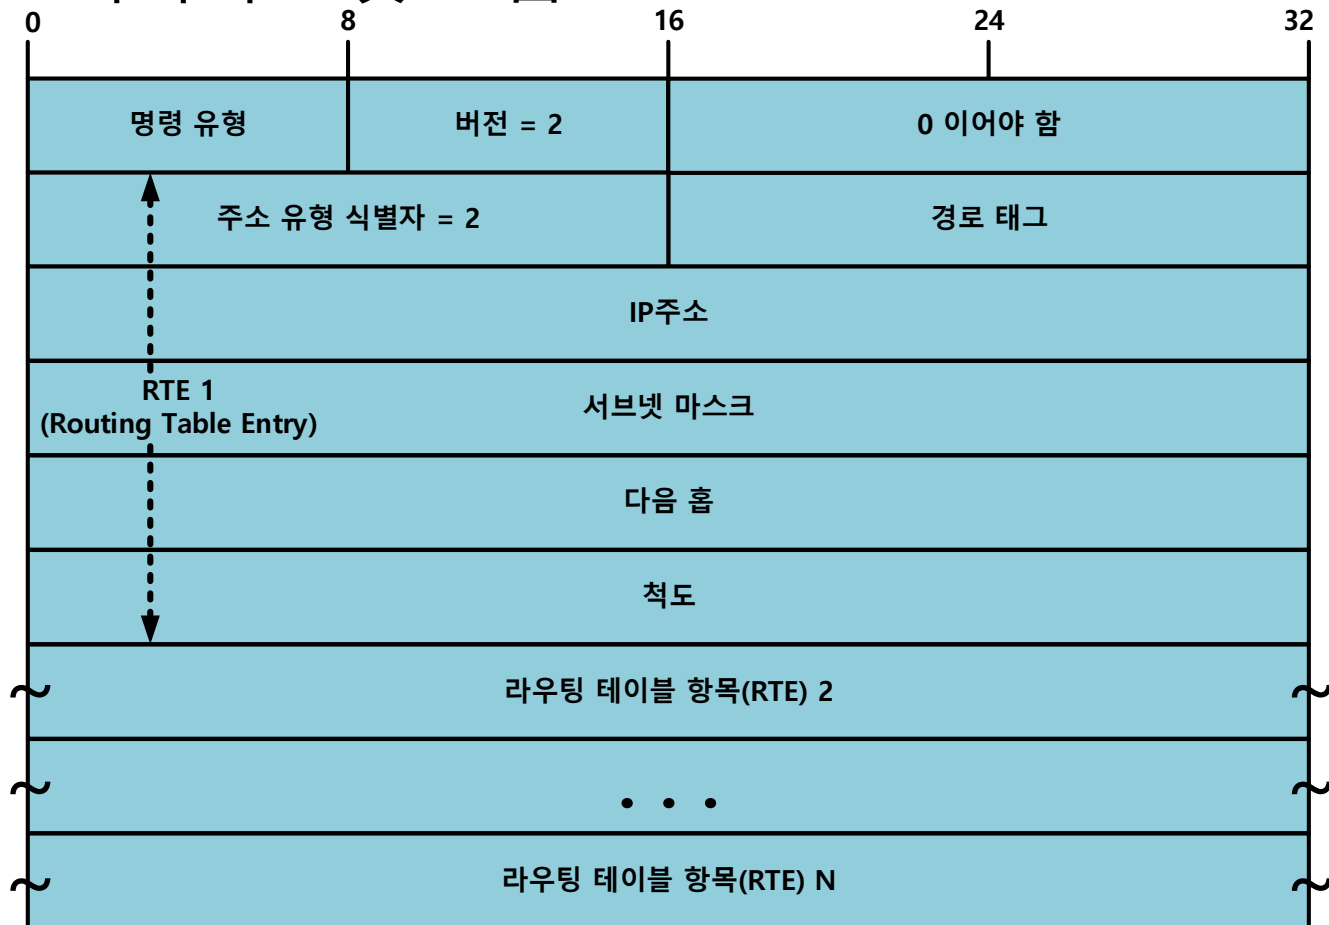 0 8 16 24 32
명령 유형 버전 = 2 0 이어야 함
주소 유형 식별자 = 2 경로 태그
IP주소
RTE 1
(Routing Table Entry)
서브넷 마스크
다음 홉
척도
라우팅 테이블 항목(RTE) 2
. . .
라우팅 테이블 항목(RTE) N